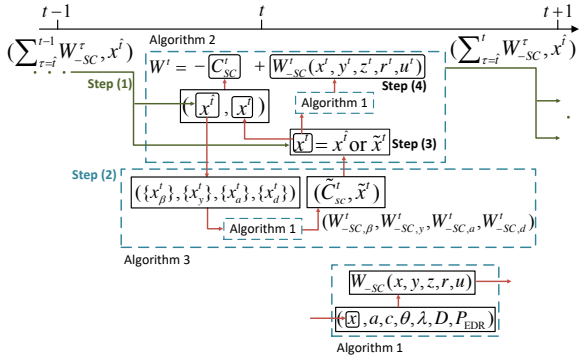 t−1 t t+1
(∑_{τ=t̂}^{t−1} W_{−SC}^τ, x^{t̂})
Algorithm 2
(∑_{τ=t̂}^{t} W_{−SC}^τ, x^{t̂})
W^t = − C_{SC}^t + W_{−SC}^t(x^t, y^t, z^t, r^t, u^t)
Step (1)
Step (4)
(x^{t̂}, x^t)
Algorithm 1
x^t = x^{t̂} or x̃^t
Step (3)
Step (2)
({x_β^t},{x_y^t},{x_a^t},{x_d^t})
(C̃_{sc}^t, x̃^t)
Algorithm 1
(W_{−SC,β}^t, W_{−SC,y}^t, W_{−SC,a}^t, W_{−SC,d}^t)
Algorithm 3
W_{−SC}(x, y, z, r, u)
(x, a, c, θ, λ, D, P_{EDR})
Algorithm 1